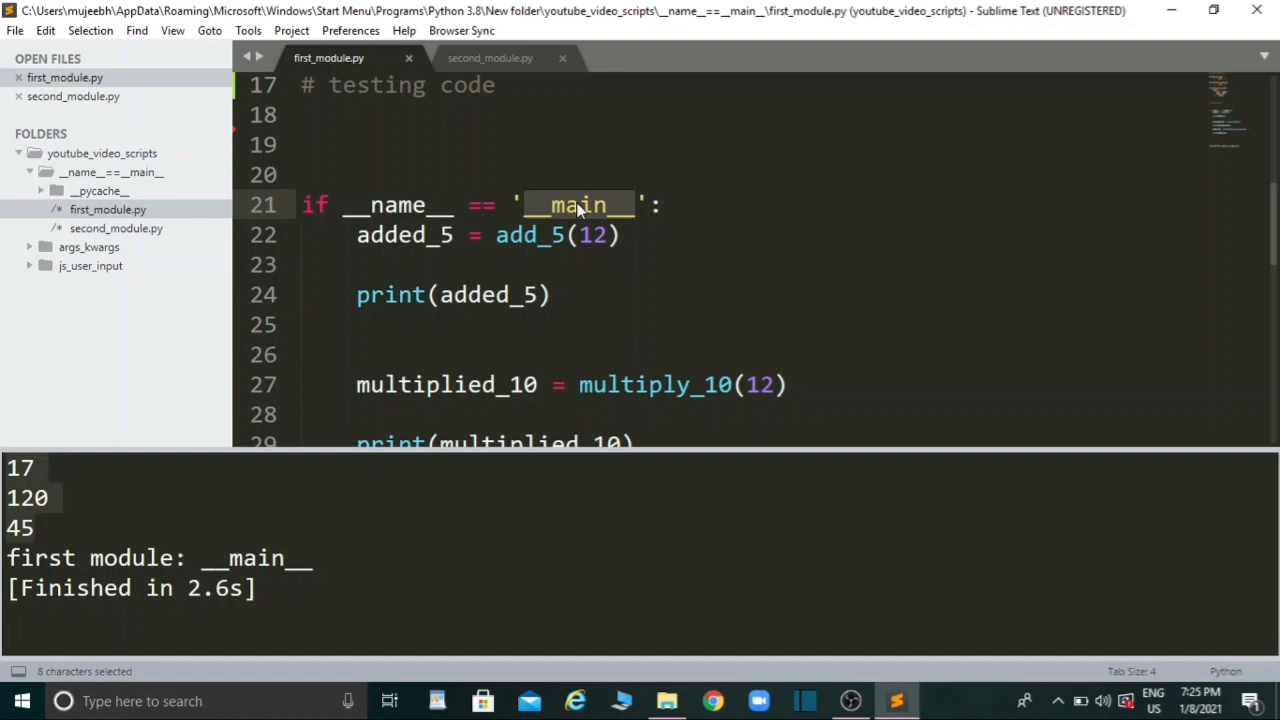 C:\Users\mujeebh\AppData\Roaming\Microsoft\Windows\Start Menu\Programs\Python 3.8\New folder\youtube_video_scripts\__name__==__main__\first_module.py (youtube_video_scripts) - Sublime Text (UNREGISTERED)
File Edit Selection Find View Goto Tools Project Preferences Help Browser Sync
OPEN FILES
first_module.py
second_module.py
FOLDERS
youtube_video_scripts
__name__==__main__
__pycache__
/* first_module.py
/* second_module.py
args_kwargs
js_user_input
first_module.py second_module.py
17 # testing code
18
19
20
21 if __name__ == '__main__':
22 added_5 = add_5(12)
23
24 print(added_5)
25
26
27 multiplied_10 = multiply_10(12)
28
29 print(multiplied_10)
17
120
45
first module: __main__
[Finished in 2.6s]
8 characters selected Tab Size: 4 Python
Type here to search
ENG
US
7:25 PM
1/8/2021
1